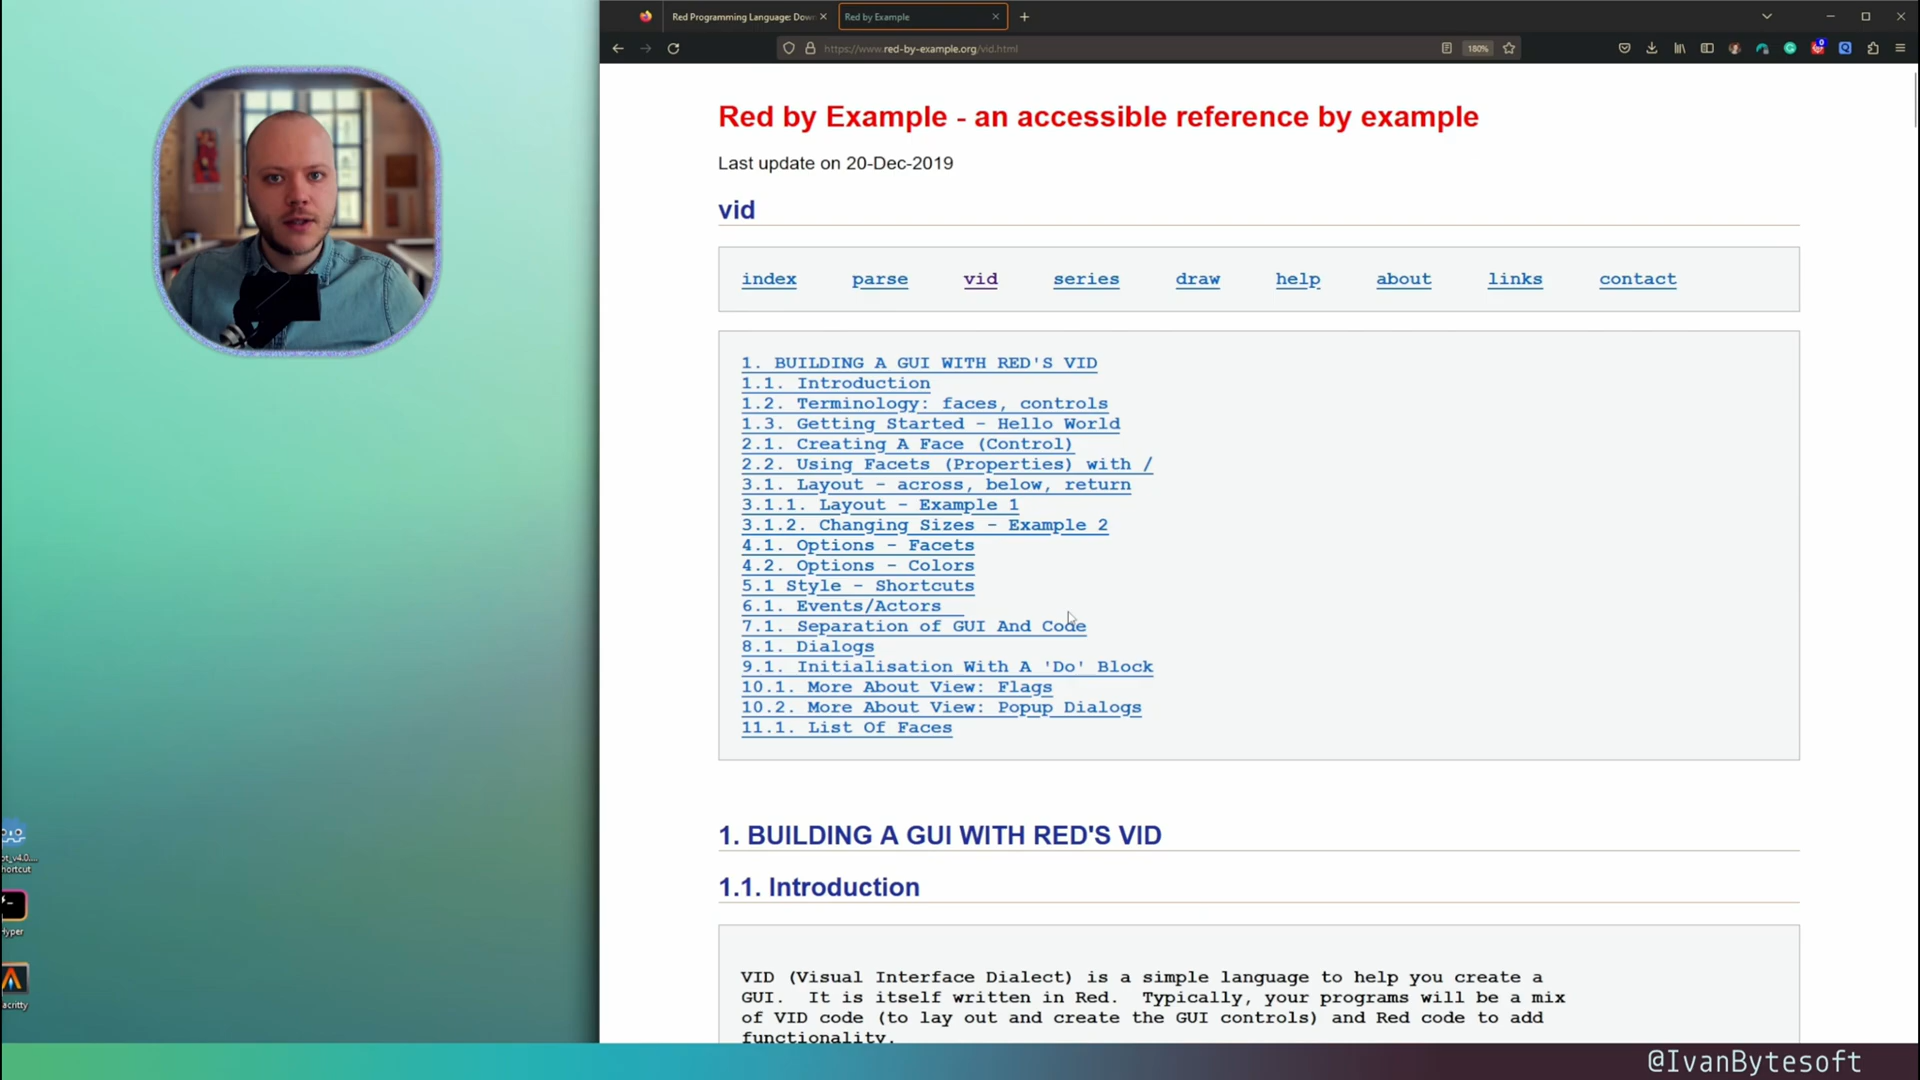 Red Programming Language: Dow
Red by Example
https://www.red-by-example.org/vid.html
180%
0
Red by Example - an accessible reference by example
Last update on 20-Dec-2019
vid
index parse vid series draw help about links contact
1. BUILDING A GUI WITH RED'S VID
1.1. Introduction
1.2. Terminology: faces, controls
1.3. Getting Started - Hello World
2.1. Creating A Face (Control)
2.2. Using Facets (Properties) with /
3.1. Layout - across, below, return
3.1.1. Layout - Example 1
3.1.2. Changing Sizes - Example 2
4.1. Options - Facets
4.2. Options - Colors
5.1 Style - Shortcuts
6.1. Events/Actors
7.1. Separation of GUI And Code
8.1. Dialogs
9.1. Initialisation With A 'Do' Block
10.1. More About View: Flags
10.2. More About View: Popup Dialogs
11.1. List Of Faces
1. BUILDING A GUI WITH RED'S VID
1.1. Introduction
VID (Visual Interface Dialect) is a simple language to help you create a
GUI. It is itself written in Red. Typically, your programs will be a mix
of VID code (to lay out and create the GUI controls) and Red code to add
functionality.
ot_v4.0....
hortcut
Hyper
acritty
@IvanBytesoft